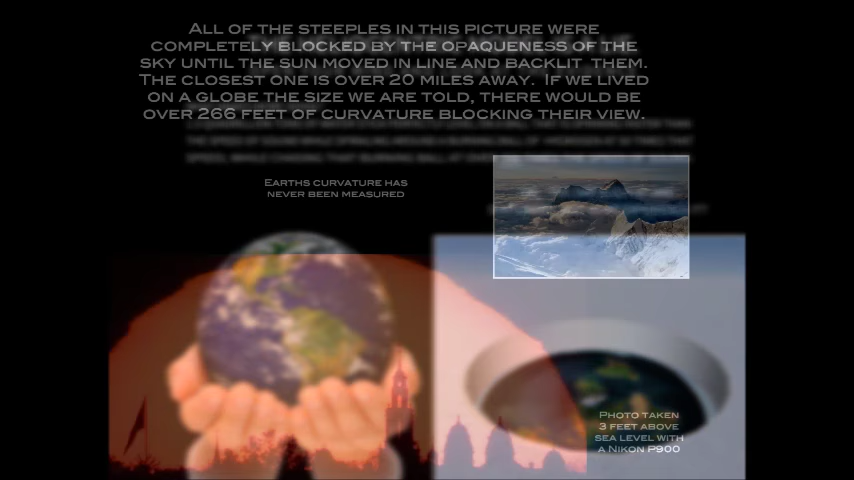 ALL OF THE STEEPLES IN THIS PICTURE WERE
COMPLETELY BLOCKED BY THE OPAQUENESS OF THE
SKY UNTIL THE SUN MOVED IN LINE AND BACKLIT THEM.
THE CLOSEST ONE IS OVER 20 MILES AWAY. IF WE LIVED
ON A GLOBE THE SIZE WE ARE TOLD, THERE WOULD BE
OVER 266 FEET OF CURVATURE BLOCKING THEIR VIEW.
EARTHS CURVATURE HAS
NEVER BEEN MEASURED
PHOTO TAKEN
3 FEET ABOVE
SEA LEVEL WITH
A NIKON P900